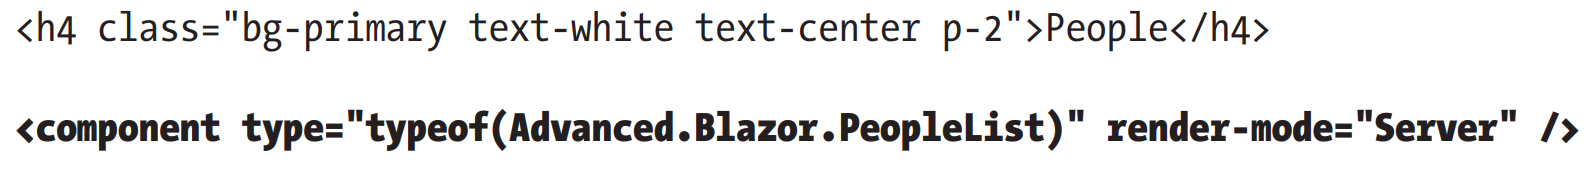 <h4 class="bg-primary text-white text-center p-2">People</h4>
<component type="typeof(Advanced.Blazor.PeopleList)" render-mode="Server" />